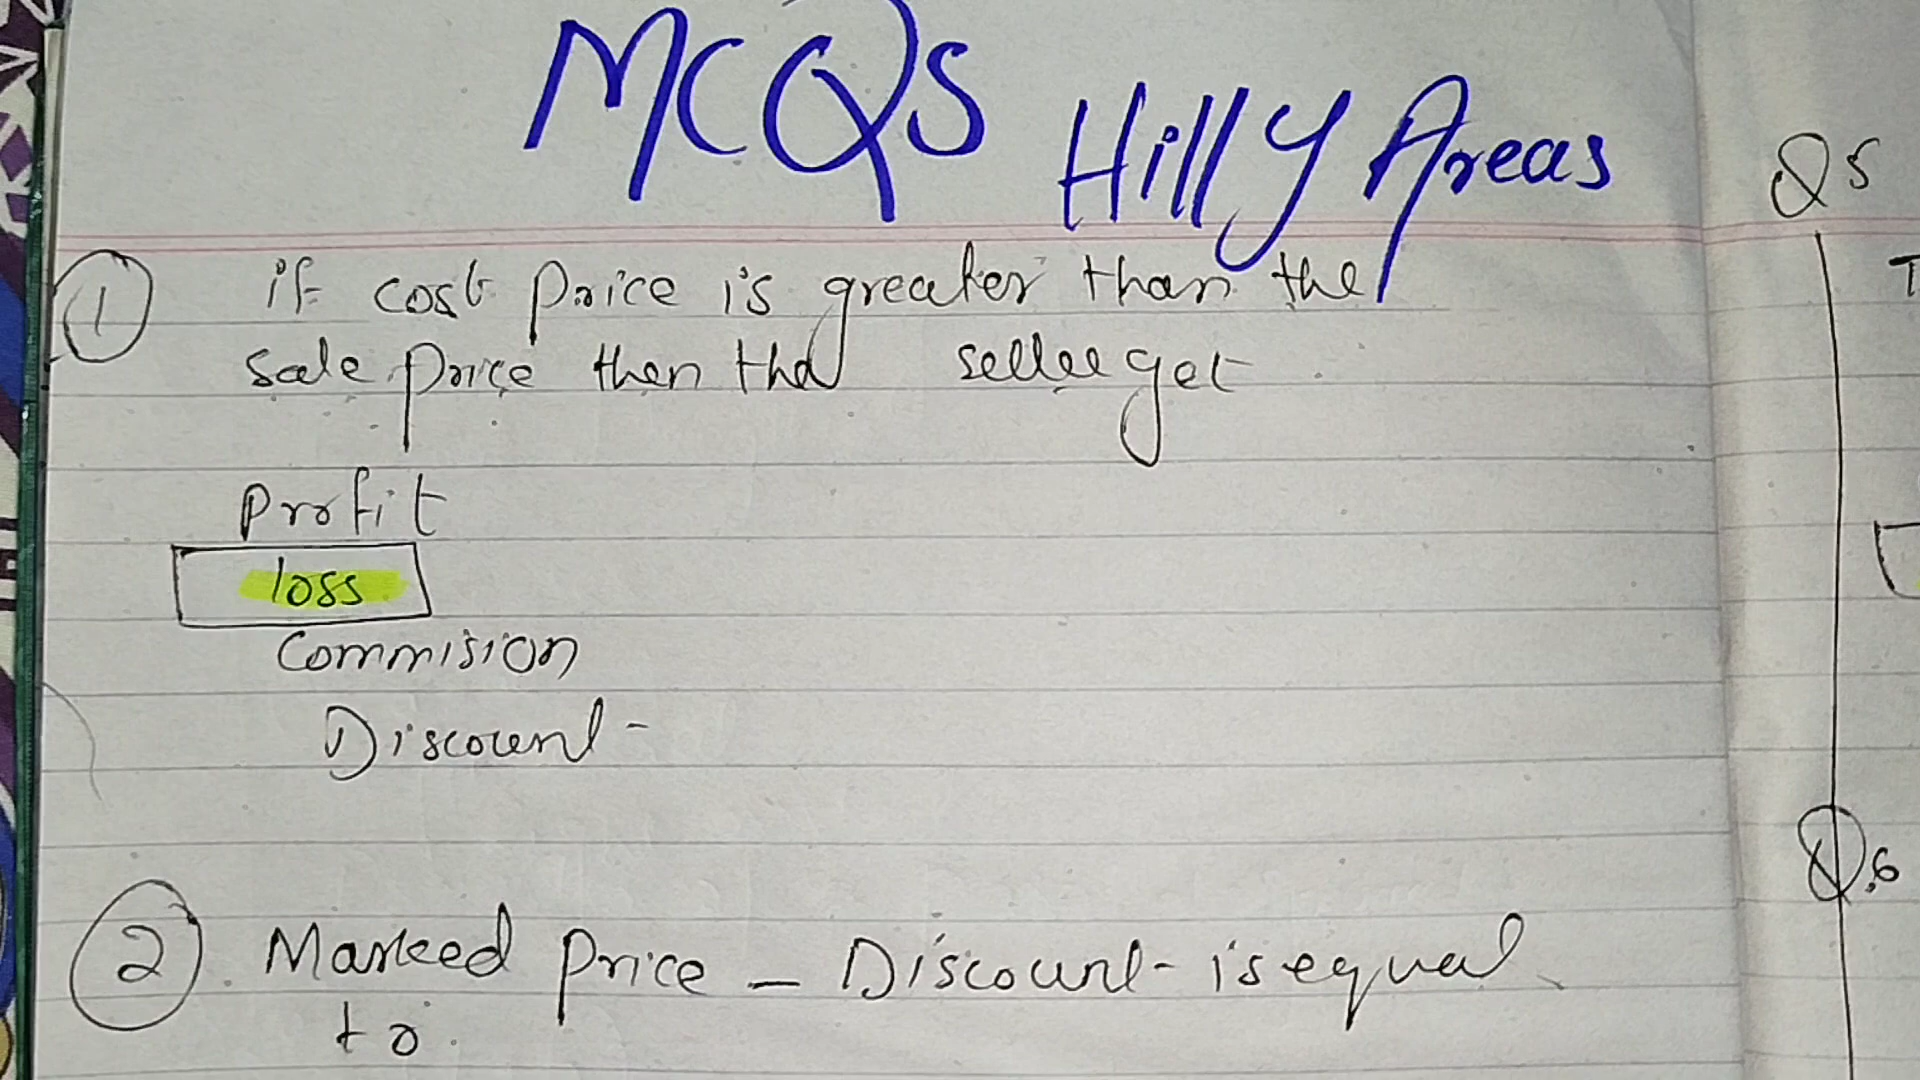 MCQs Hilly Areas
① if cost Price is greater than the
sale price then the seller get
Profit
loss
Commision
Discount
② Marked Price - Discount is equal
to
Q5
T
Q.6